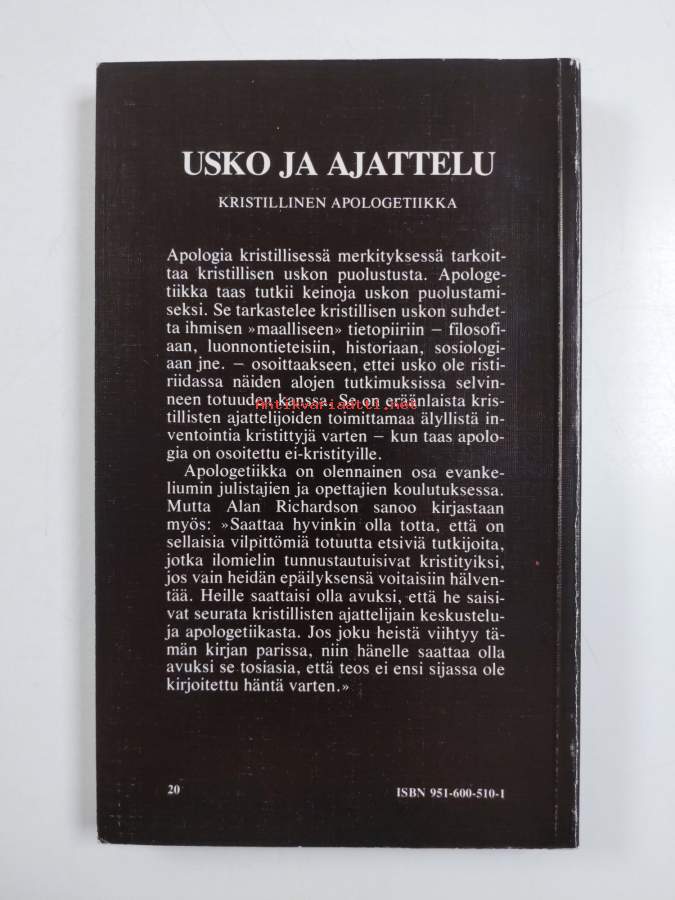 USKO JA AJATTELU
KRISTILLINEN APOLOGETIIKKA
Apologia kristillisessä merkityksessä tarkoit-
taa kristillisen uskon puolustusta. Apologe-
tiikka taas tutkii keinoja uskon puolustami-
seksi. Se tarkastelee kristillisen uskon suhdet-
ta ihmisen »maalliseen» tietopiiriin – filosofi-
aan, luonnontieteisiin, historiaan, sosiologi-
aan jne. – osoittaakseen, ettei usko ole risti-
riidassa näiden alojen tutkimuksissa selvin-
neen totuuden kanssa. Se on eräänlaista kris-
antikvariaatti.net
tillisten ajattelijoiden toimittamaa älyllistä in-
ventointia kristittyjä varten – kun taas apolo-
gia on osoitettu ei-kristityille.
Apologetiikka on olennainen osa evanke-
liumin julistajien ja opettajien koulutuksessa.
Mutta Alan Richardson sanoo kirjastaan
myös: »Saattaa hyvinkin olla totta, että on
sellaisia vilpittömiä totuutta etsiviä tutkijoita,
jotka ilomielin tunnustautuisivat kristityiksi,
jos vain heidän epäilyksensä voitaisiin hälven-
tää. Heille saattaisi olla avuksi, että he saisi-
vat seurata kristillisten ajattelijain keskustelu-
ja apologetiikasta. Jos joku heistä viihtyy tä-
män kirjan parissa, niin hänelle saattaa olla
avuksi se tosiasia, että teos ei ensi sijassa ole
kirjoitettu häntä varten.»
20
ISBN 951-600-510-1